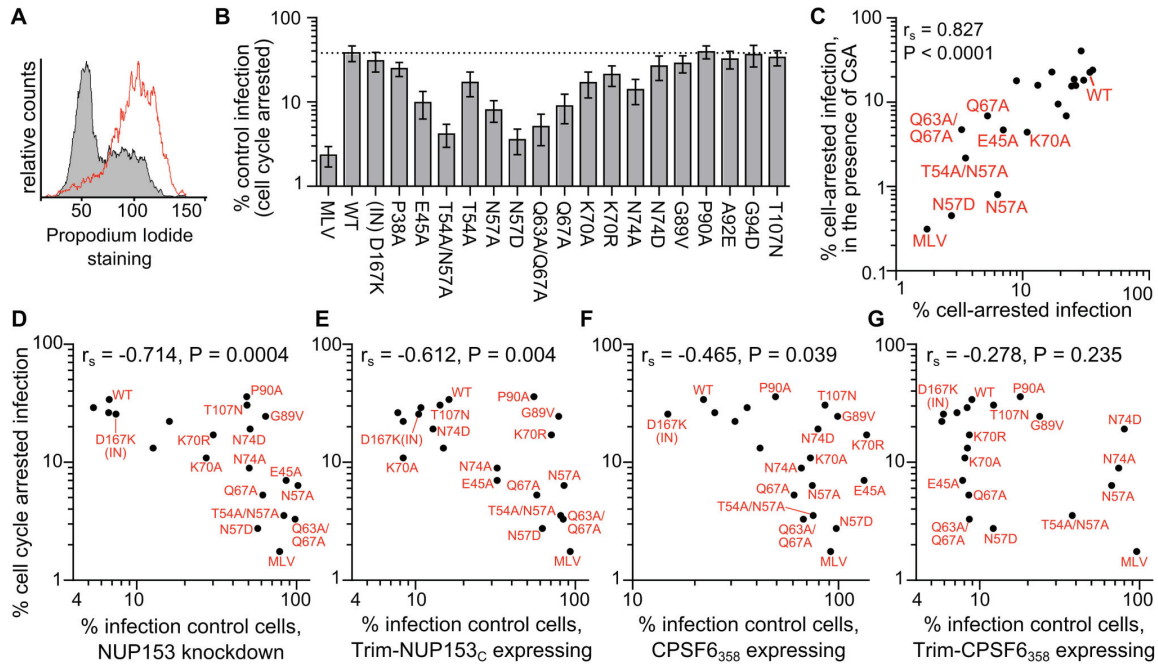 A
relative counts
50
100
150
Propodium Iodide
staining
B
% control infection
(cell cycle arrested)
100
10
1
MLV
WT
(IN) D167K
P38A
E45A
T54A/N57A
T54A
N57A
N57D
Q63A/Q67A
Q67A
K70A
K70R
N74A
N74D
G89V
P90A
A92E
G94D
T107N
C
% cell-arrested infection,
in the presence of CsA
rs = 0.827
P < 0.0001
100
10
1
0.1
Q67A
Q63A/
Q67A
E45A
K70A
WT
T54A/N57A
N57D
N57A
MLV
1
10
100
% cell-arrested infection
D
% cell cycle arrested infection
rs = -0.714, P = 0.0004
100
10
1
WT
P90A
T107N
G89V
D167K
(IN)
K70R
N74D
K70A
N74A
E45A
Q67A
N57A
T54A/N57A
N57D
Q63A/
Q67A
MLV
4
10
100
% infection control cells,
NUP153 knockdown
E
rs = -0.612, P = 0.004
100
10
1
WT
P90A
T107N
G89V
D167K(IN)
N74D
K70R
K70A
N74A
E45A
Q67A
N57A
T54A/N57A
N57D
Q63A/
Q67A
MLV
4
10
100
% infection control cells,
Trim-NUP153C expressing
F
rs = -0.465, P = 0.039
100
10
1
WT
P90A
T107N
D167K
(IN)
G89V
N74D
K70R
K70A
N74A
E45A
Q67A
N57A
T54A/N57A
Q63A/
Q67A
N57D
MLV
10
100
% infection control cells,
CPSF6358 expressing
G
rs = -0.278, P = 0.235
100
10
1
D167K
(IN)
WT
P90A
T107N
G89V
K70R
N74D
K70A
N74A
E45A
N57A
Q67A
T54A/N57A
Q63A/
Q67A
N57D
MLV
4
10
100
% infection control cells,
Trim-CPSF6358 expressing